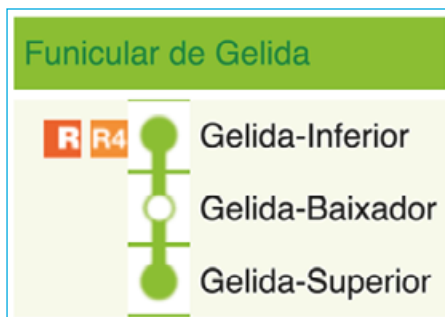 Funicular de Gelida
R R4 Gelida-Inferior
Gelida-Baixador
Gelida-Superior